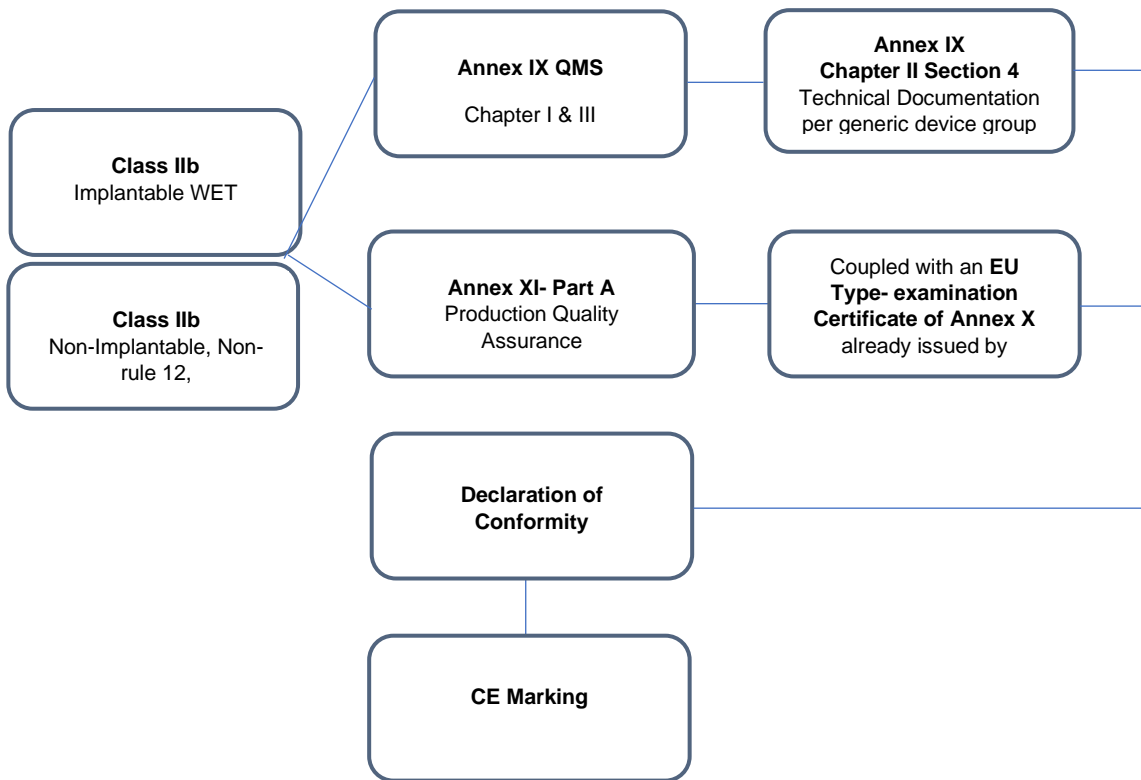 Class IIb
Implantable WET
Class IIb
Non-Implantable, Non-
rule 12,
Annex IX QMS
Chapter I & III
Annex IX
Chapter II Section 4
Technical Documentation
per generic device group
Annex XI- Part A
Production Quality
Assurance
Coupled with an EU
Type- examination
Certificate of Annex X
already issued by
Declaration of
Conformity
CE Marking